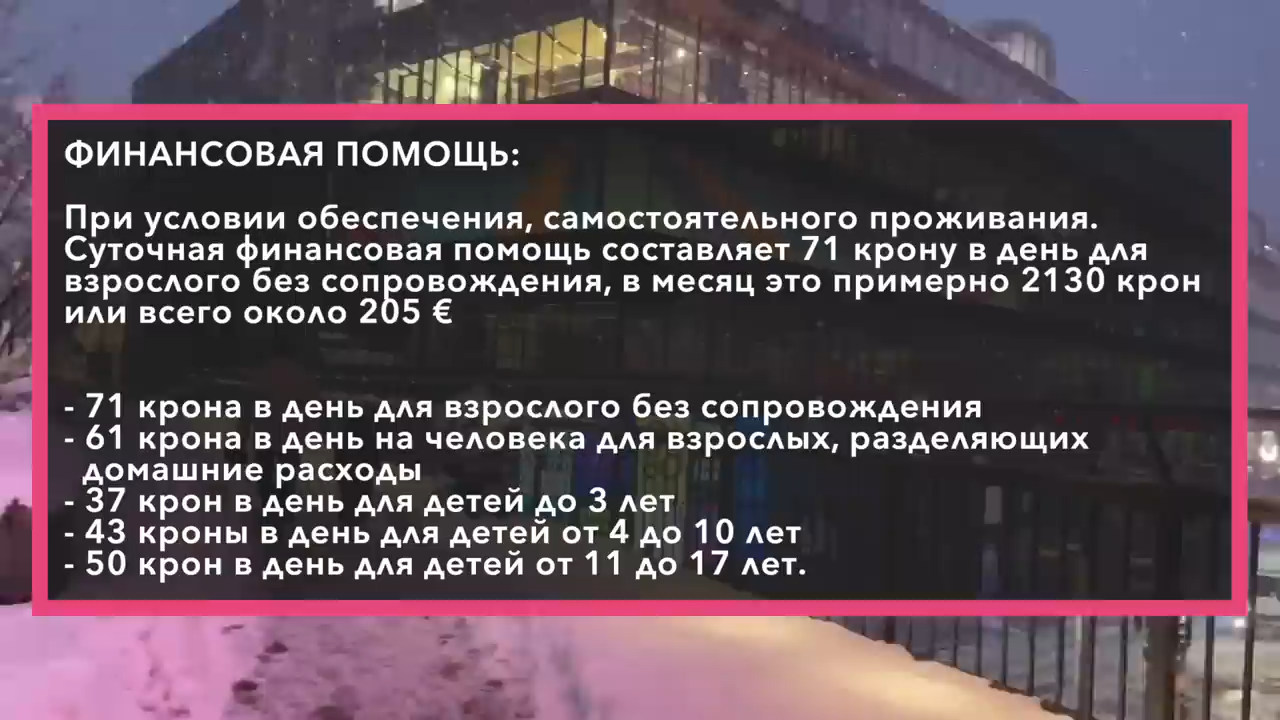 ФИНАНСОВАЯ ПОМОЩЬ:
При условии обеспечения, самостоятельного проживания.
Суточная финансовая помощь составляет 71 крону в день для
взрослого без сопровождения, в месяц это примерно 2130 крон
или всего около 205 €
- 71 крона в день для взрослого без сопровождения
- 61 крона в день на человека для взрослых, разделяющих
домашние расходы
- 37 крон в день для детей до 3 лет
- 43 кроны в день для детей от 4 до 10 лет
- 50 крон в день для детей от 11 до 17 лет.